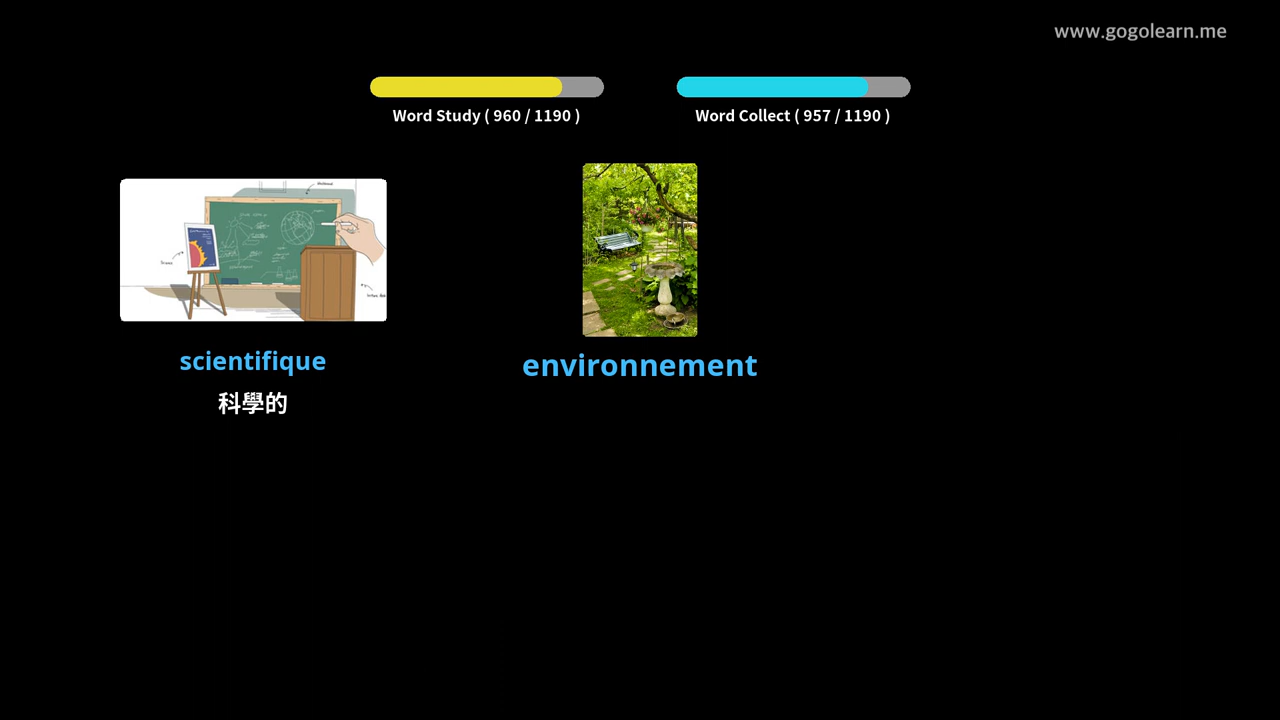 www.gogolearn.me
Word Study ( 960 / 1190 )
Word Collect ( 957 / 1190 )
scientifique
科學的
environnement